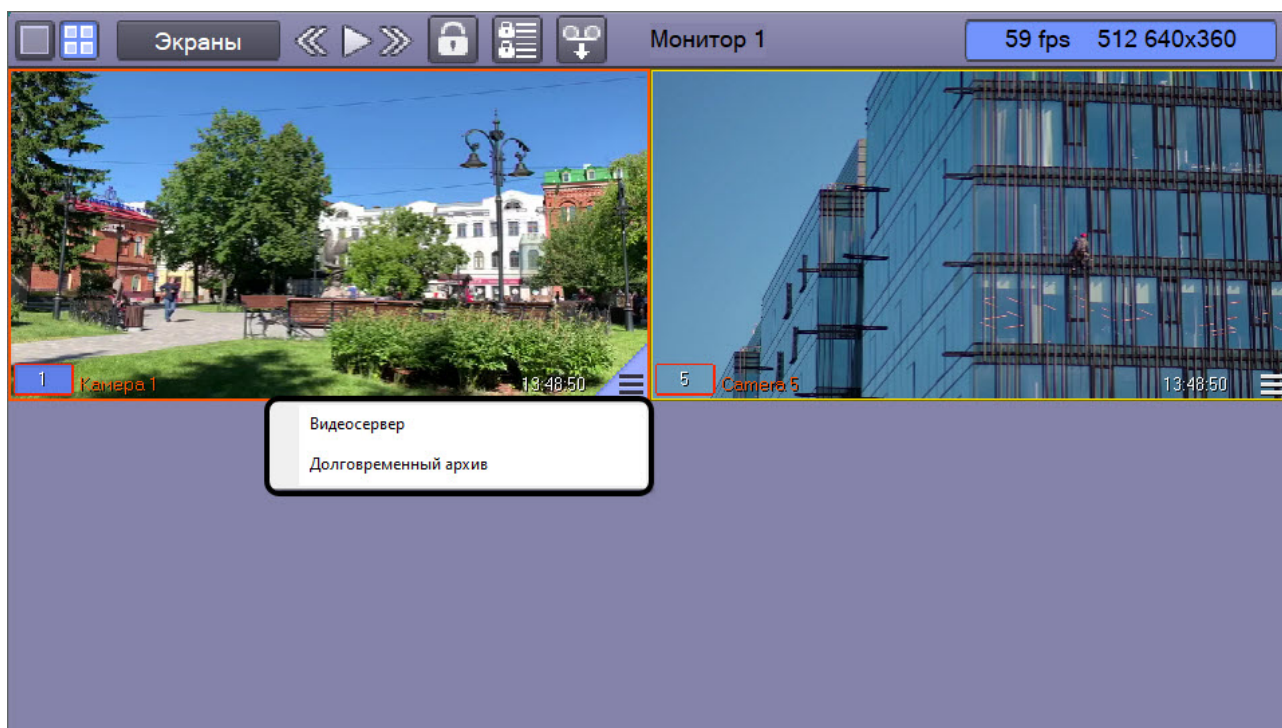 Экраны
Монитор 1
59 fps 512 640x360
1 Камера 1 13:48:50
5 Camera 5 13:48:50
Видеосервер
Долговременный архив